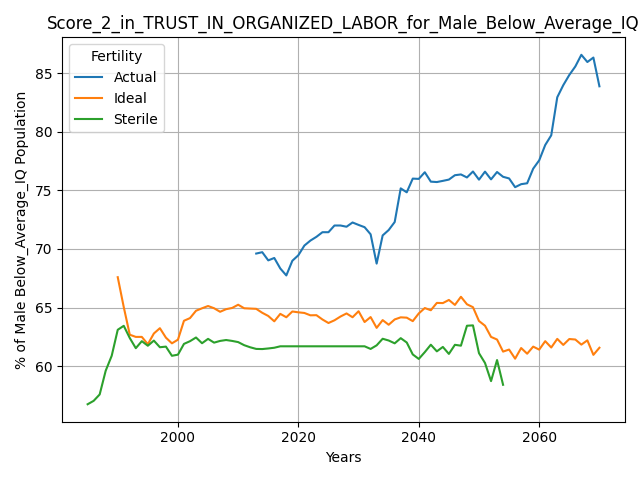 Score_2_in_TRUST_IN_ORGANIZED_LABOR_for_Male_Below_Average_IQ
Fertility
Actual
Ideal
Sterile
% of Male Below_Average_IQ Population
85
80
75
70
65
60
2000
2020
2040
2060
Years